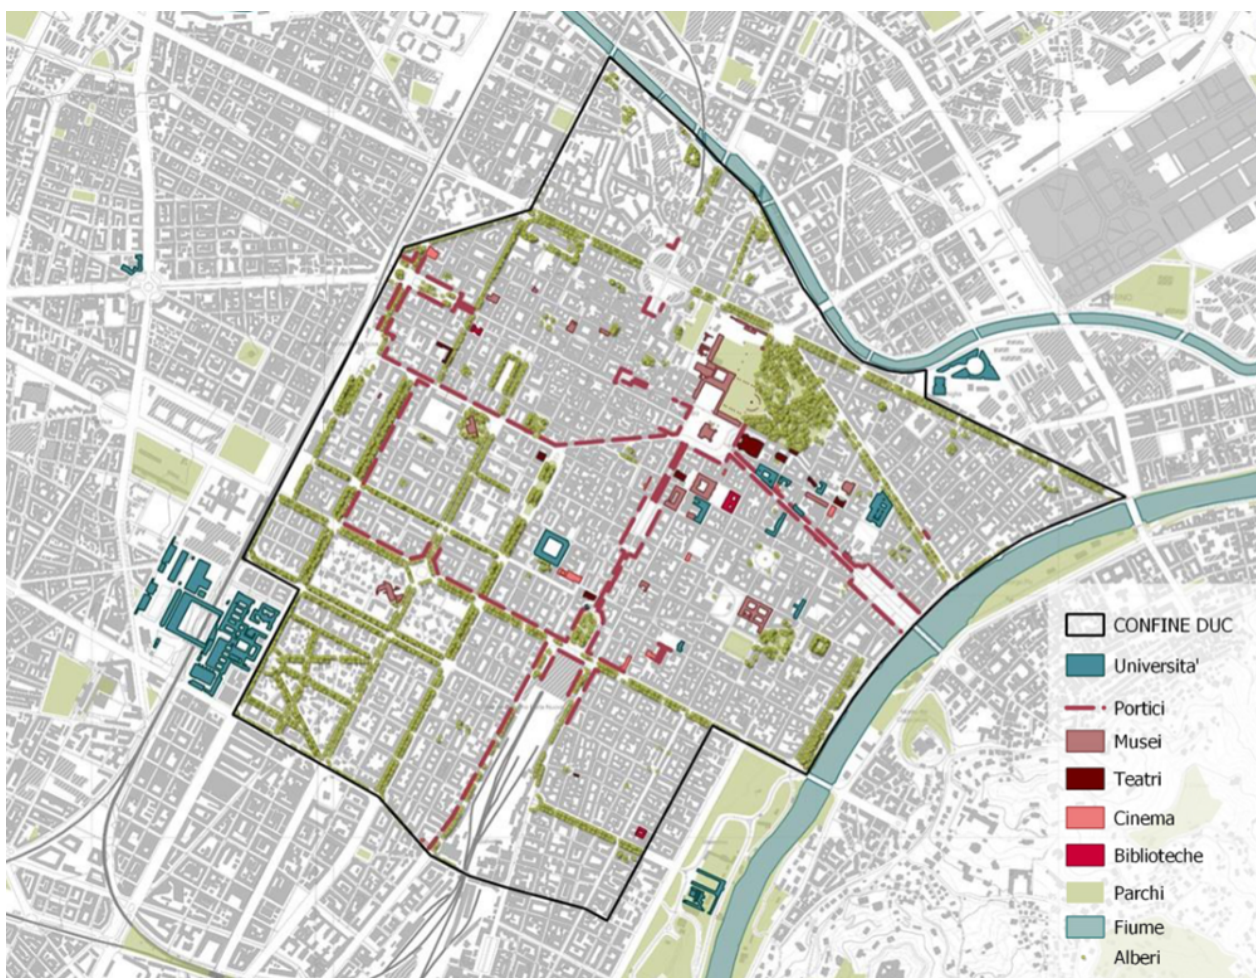 CONFINE DUC
Universita'
Portici
Musei
Teatri
Cinema
Biblioteche
Parchi
Fiume
Alberi